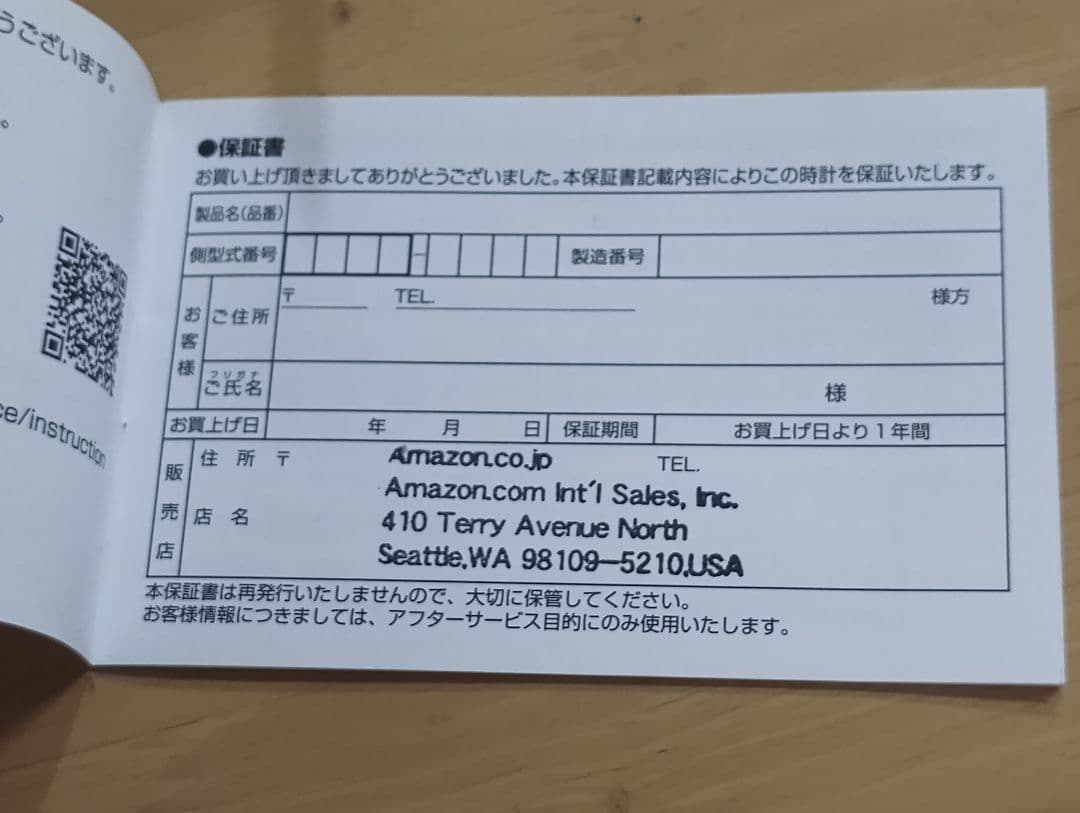 うございます。
。
。
ce/instruction
●保証書
お買い上げ頂きましてありがとうございました。本保証書記載内容によりこの時計を保証いたします。
製品名(品番)
側型式番号 - 製造番号
お客様 ご住所 〒 TEL. 様方
フリガナ
ご氏名 様
お買上げ日 年 月 日 保証期間 お買上げ日より1年間
販売店 住所 〒 Amazon.co.jp TEL.
Amazon.com Int'l Sales, Inc.
店名 410 Terry Avenue North
Seattle,WA 98109-5210,USA
本保証書は再発行いたしませんので、大切に保管してください。
お客様情報につきましては、アフターサービス目的にのみ使用いたします。